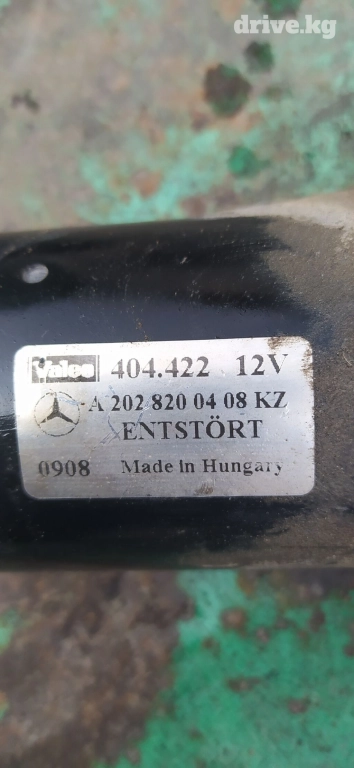 drive.kg
Valeo 404.422 12V
A 202 820 04 08 KZ
ENTSTÖRT
0908 Made in Hungary